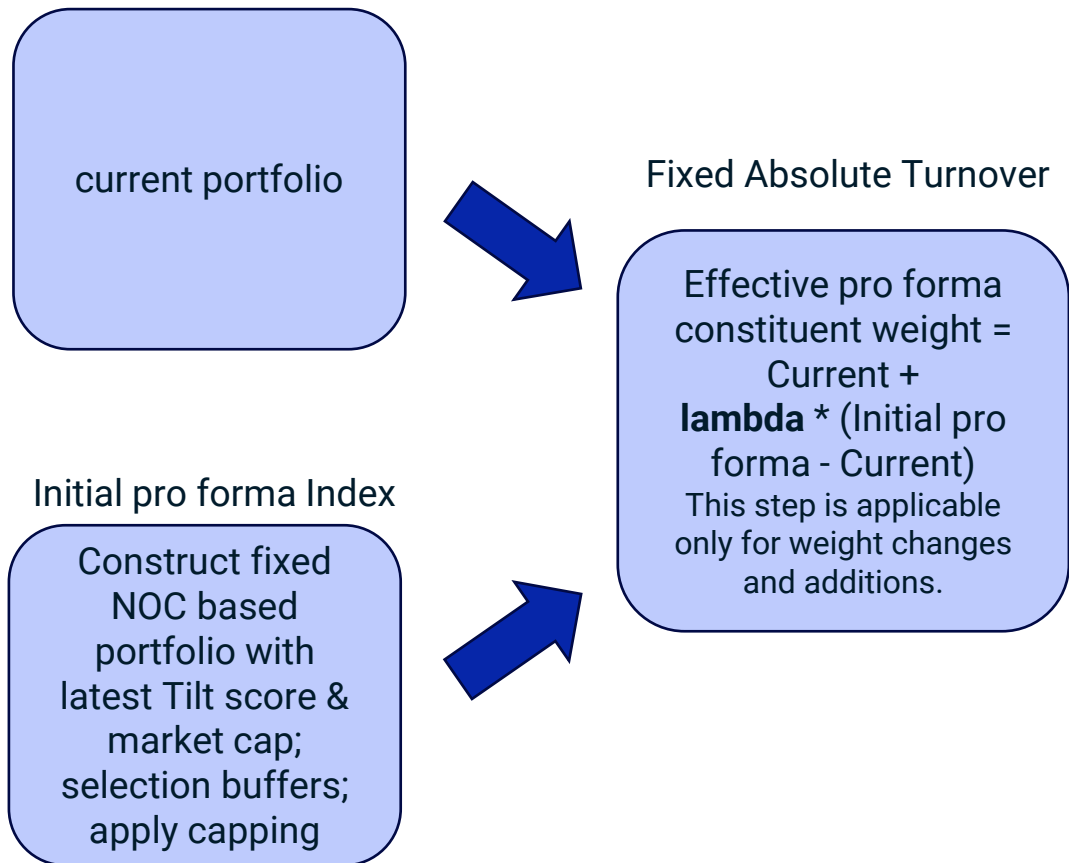 current portfolio
Initial pro forma Index
Construct fixed
NOC based
portfolio with
latest Tilt score &
market cap;
selection buffers;
apply capping
Fixed Absolute Turnover
Effective pro forma
constituent weight =
Current +
lambda * (Initial pro
forma - Current)
This step is applicable
only for weight changes
and additions.